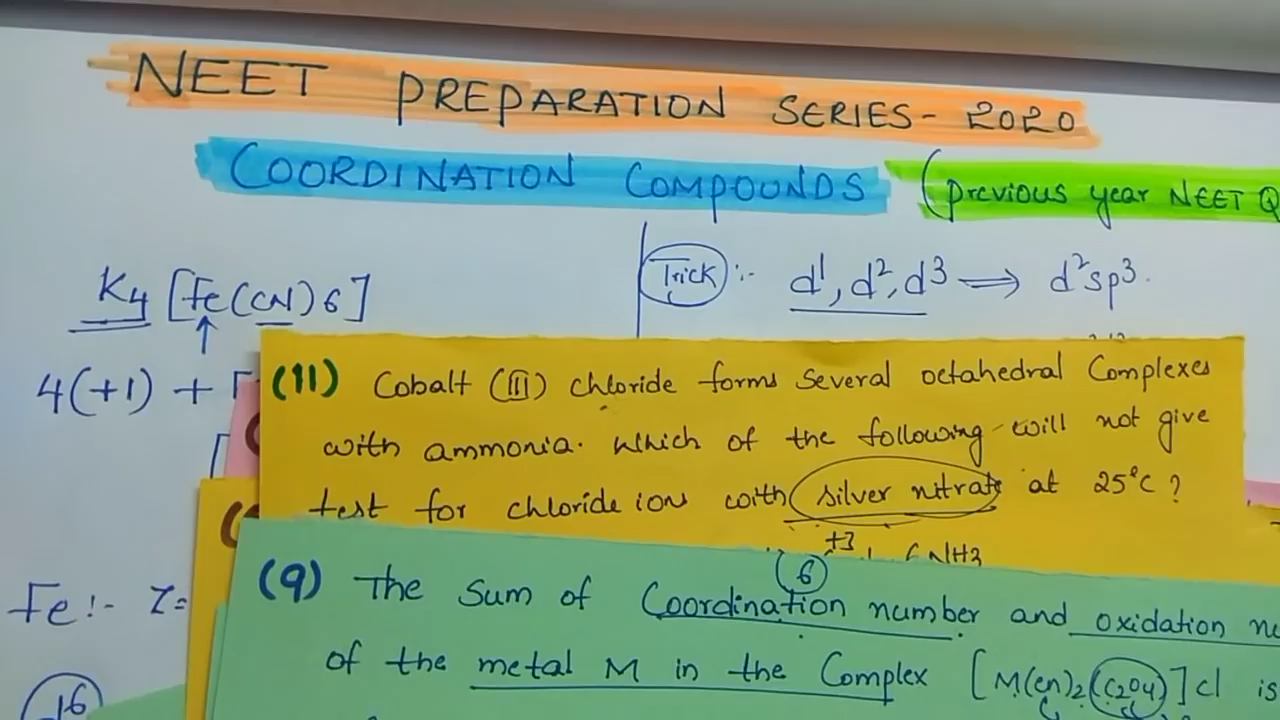 NEET PREPARATION SERIES - 2020
COORDINATION COMPOUNDS (previous year NEET Q
K4 [Fe(CN)6]
Trick :- d¹, d², d³ ⟹ d²sp³.
4(+1) +
(11) Cobalt (III) chloride forms several octahedral Complexes
with ammonia. Which of the following will not give
test for chloride ions with silver nitrate at 25°C ?
+3
6 NH3
Fe :- Z=
(6)
(9) The Sum of Coordination number and oxidation
of the metal M in the Complex [M(en)2(C2O4)]Cl is
16